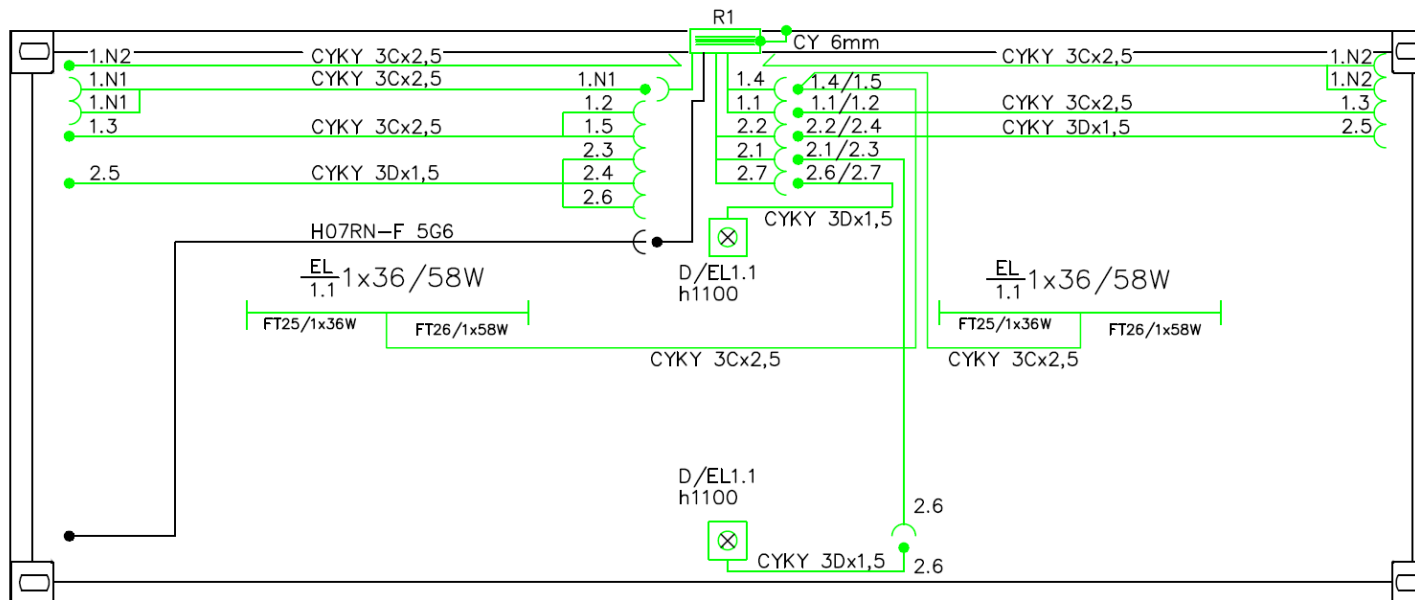 R1
CY 6mm
1.N2 CYKY 3Cx2,5 CYKY 3Cx2,5 1.N2
1.N1 CYKY 3Cx2,5 1.N1 1.4 1.4/1.5 1.N2
1.N1 1.2 1.1 1.1/1.2 CYKY 3Cx2,5 1.3
1.3 CYKY 3Cx2,5 1.5 2.2 2.2/2.4 CYKY 3Dx1,5 2.5
2.3 2.1 2.1/2.3
2.5 CYKY 3Dx1,5 2.4 2.7 2.6/2.7
2.6
CYKY 3Dx1,5
H07RN-F 5G6
EL
1.1
1x36/58W
D/EL1.1
h1100
EL
1.1
1x36/58W
FT25/1x36W FT26/1x58W
FT25/1x36W FT26/1x58W
CYKY 3Cx2,5 CYKY 3Cx2,5
D/EL1.1
h1100
2.6
CYKY 3Dx1,5 2.6